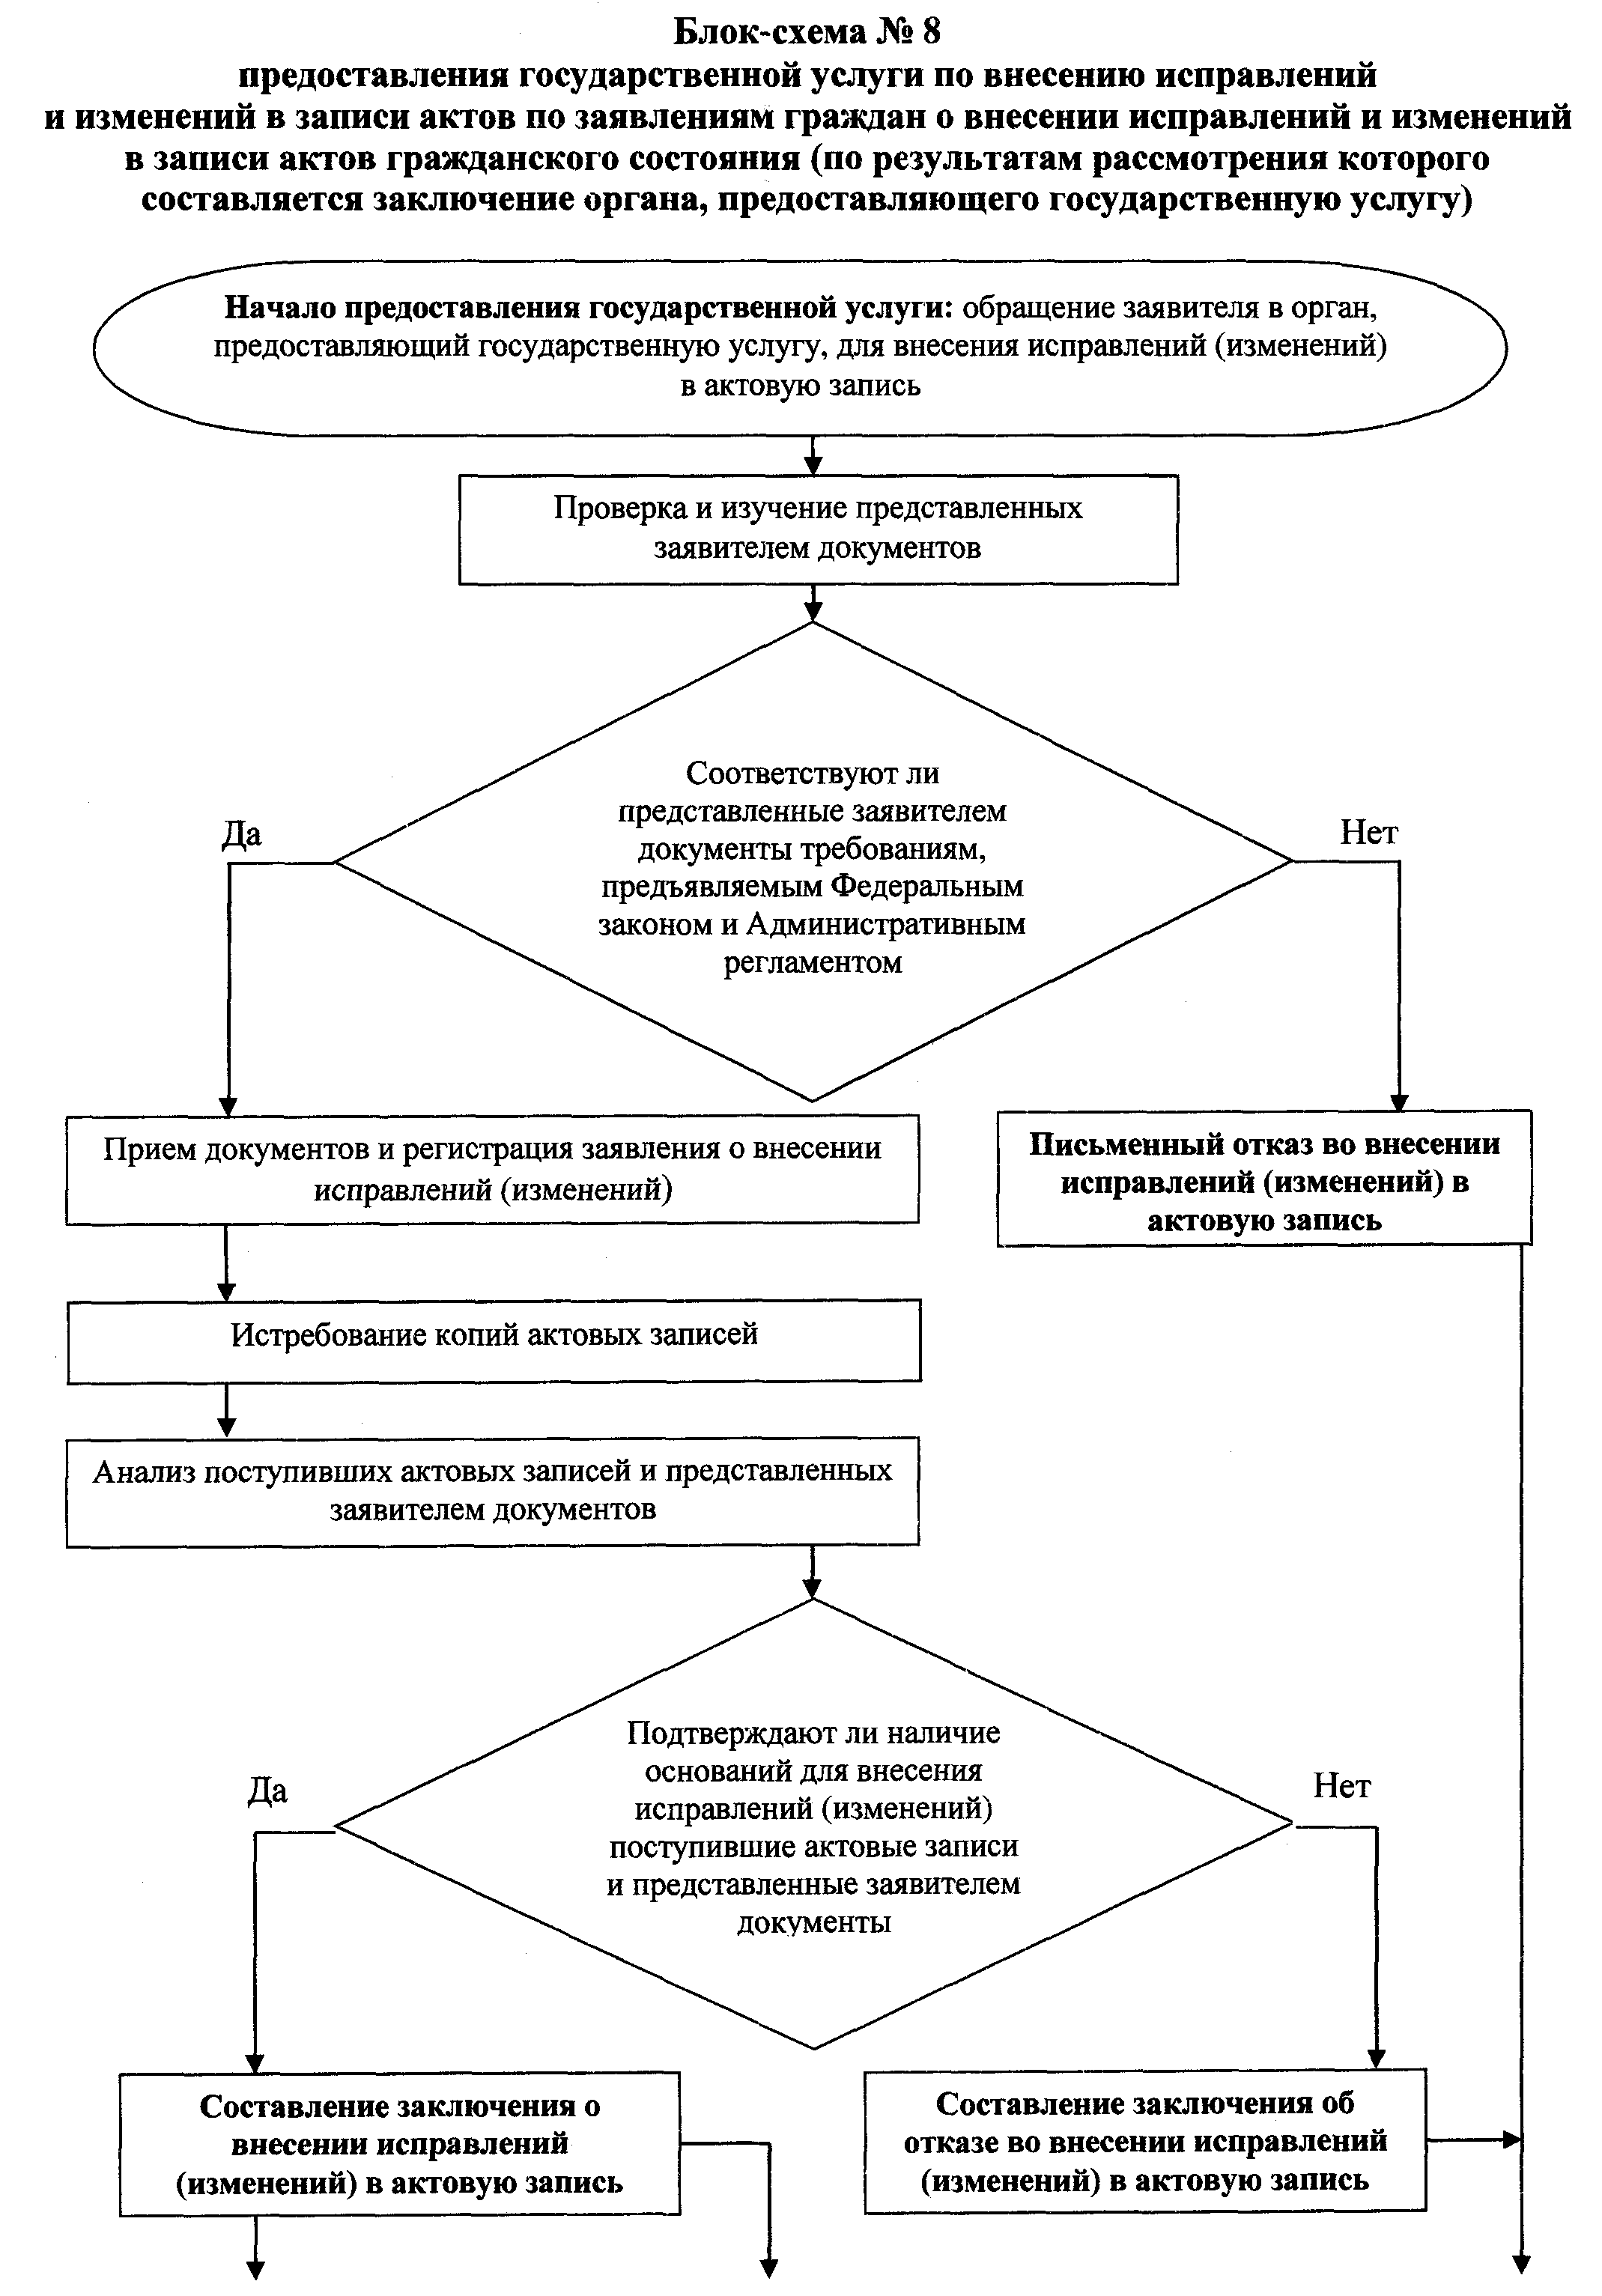 Блок-схема № 8
предоставления государственной услуги по внесению исправлений
и изменений в записи актов по заявлениям граждан о внесении исправлений и изменений
в записи актов гражданского состояния (по результатам рассмотрения которого
составляется заключение органа, предоставляющего государственную услугу)
Начало предоставления государственной услуги: обращение заявителя в орган,
предоставляющий государственную услугу, для внесения исправлений (изменений)
в актовую запись
Проверка и изучение представленных
заявителем документов
Соответствуют ли
представленные заявителем
документы требованиям,
предъявляемым Федеральным
законом и Административным
регламентом
Да
Нет
Прием документов и регистрация заявления о внесении
исправлений (изменений)
Письменный отказ во внесении
исправлений (изменений) в
актовую запись
Истребование копий актовых записей
Анализ поступивших актовых записей и представленных
заявителем документов
Подтверждают ли наличие
оснований для внесения
исправлений (изменений)
поступившие актовые записи
и представленные заявителем
документы
Да
Нет
Составление заключения о
внесении исправлений
(изменений) в актовую запись
Составление заключения об
отказе во внесении исправлений
(изменений) в актовую запись